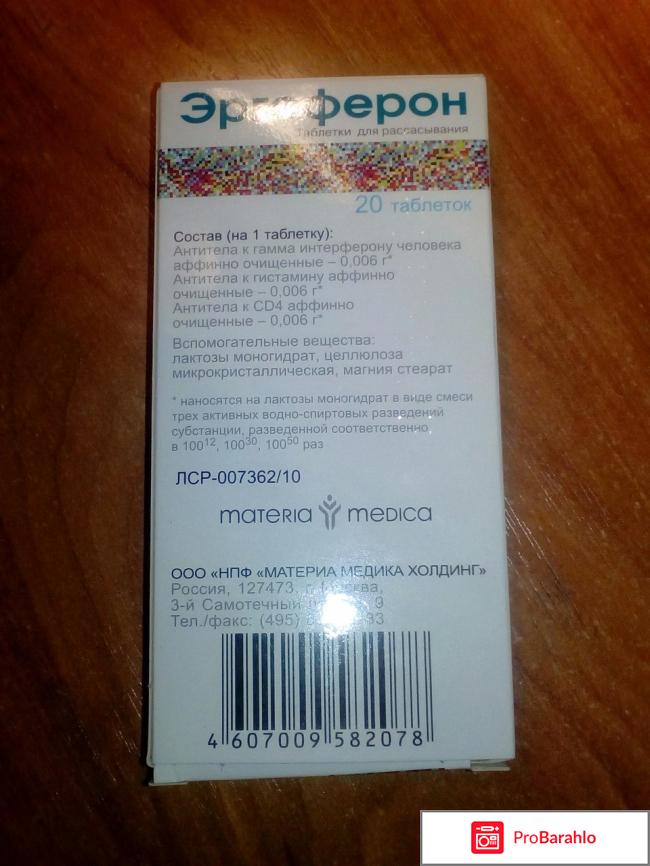 Эргоферон
Таблетки для рассасывания
20 таблеток
Состав (на 1 таблетку):
Антитела к гамма интерферону человека
аффинно очищенные – 0,006 г*
Антитела к гистамину аффинно
очищенные – 0,006 г*
Антитела к CD4 аффинно
очищенные – 0,006 г*
Вспомогательные вещества:
лактозы моногидрат, целлюлоза
микрокристаллическая, магния стеарат
* наносятся на лактозы моногидрат в виде смеси
трех активных водно-спиртовых разведений
субстанции, разведенной соответственно
в 100¹², 100³⁰, 100⁵⁰ раз
ЛСР-007362/10
materia medica
ООО «НПФ «МАТЕРИА МЕДИКА ХОЛДИНГ»
Россия, 127473, г. Москва,
3-й Самотечный 9
Тел./факс: (495)
4 607009 582078
ProBarahlo